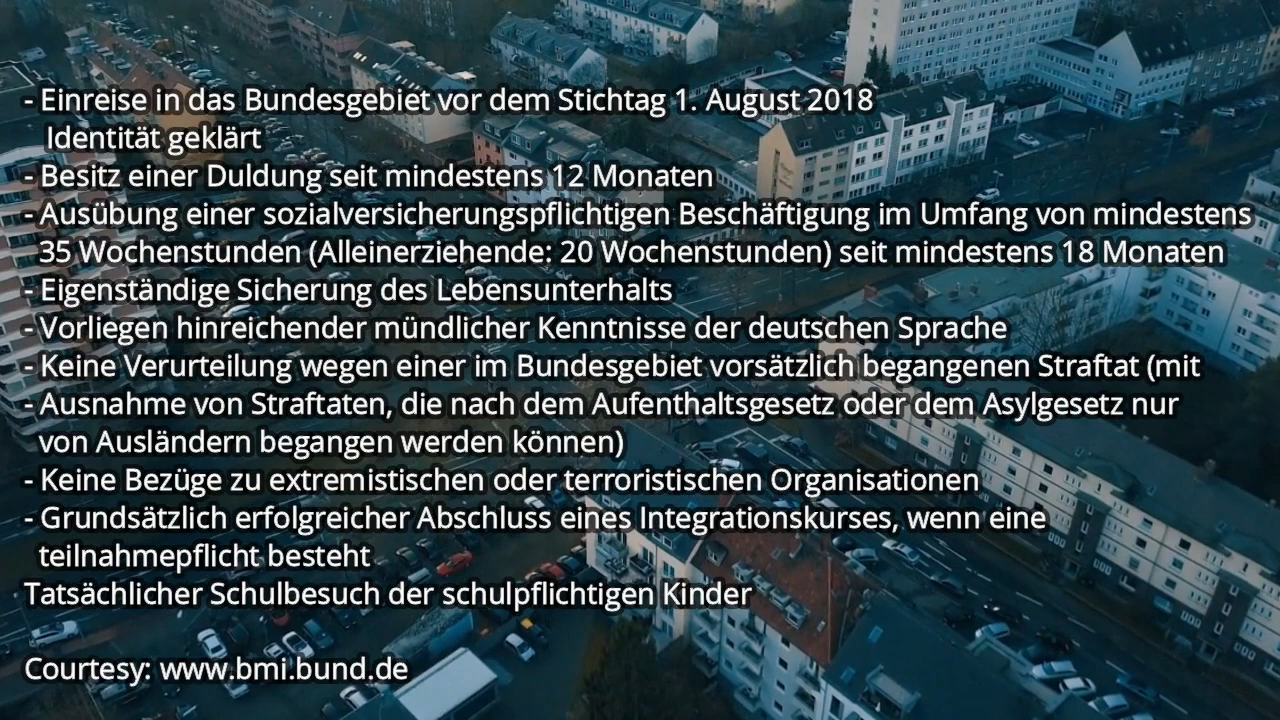 - Einreise in das Bundesgebiet vor dem Stichtag 1. August 2018
Identität geklärt
- Besitz einer Duldung seit mindestens 12 Monaten
- Ausübung einer sozialversicherungspflichtigen Beschäftigung im Umfang von mindestens
35 Wochenstunden (Alleinerziehende: 20 Wochenstunden) seit mindestens 18 Monaten
- Eigenständige Sicherung des Lebensunterhalts
- Vorliegen hinreichender mündlicher Kenntnisse der deutschen Sprache
- Keine Verurteilung wegen einer im Bundesgebiet vorsätzlich begangenen Straftat (mit
- Ausnahme von Straftaten, die nach dem Aufenthaltsgesetz oder dem Asylgesetz nur
von Ausländern begangen werden können)
- Keine Bezüge zu extremistischen oder terroristischen Organisationen
- Grundsätzlich erfolgreicher Abschluss eines Integrationskurses, wenn eine
teilnahmepflicht besteht
Tatsächlicher Schulbesuch der schulpflichtigen Kinder
Courtesy: www.bmi.bund.de